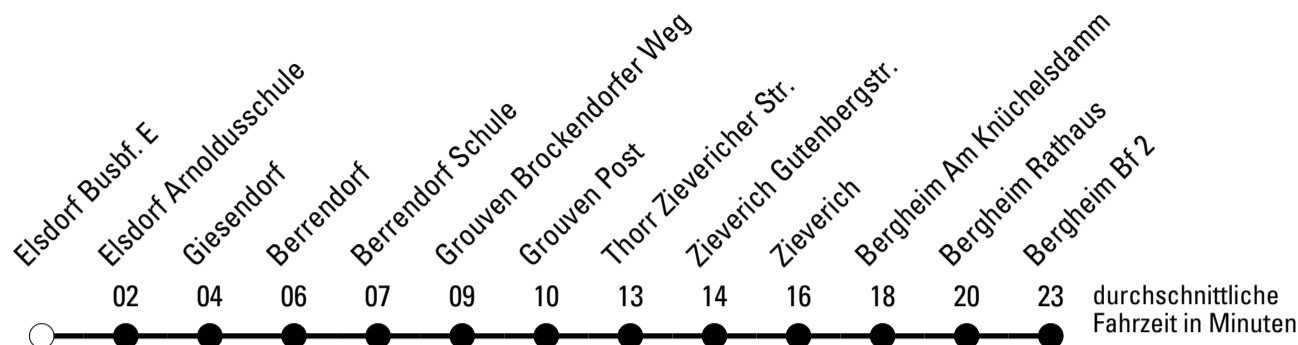 Elsdorf Busbf. E
Elsdorf Arnoldusschule
Giesendorf
Berrendorf
Berrendorf Schule
Grouven Brockendorfer Weg
Grouven Post
Thorr Zievericher Str.
Zieverich Gutenbergstr.
Zieverich
Bergheim Am Knüchelsdamm
Bergheim Rathaus
Bergheim Bf 2
02 04 06 07 09 10 13 14 16 18 20 23
durchschnittliche
Fahrzeit in Minuten